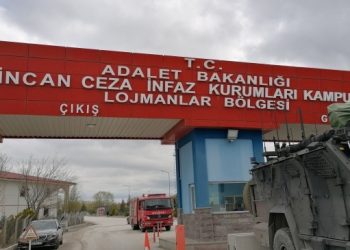 T.C.
ADALET BAKANLIĞI
İNCAN CEZA İNFAZ KURUMLARI KAMPU
LOJMANLAR BÖLGESİ
ÇIKIŞ
G